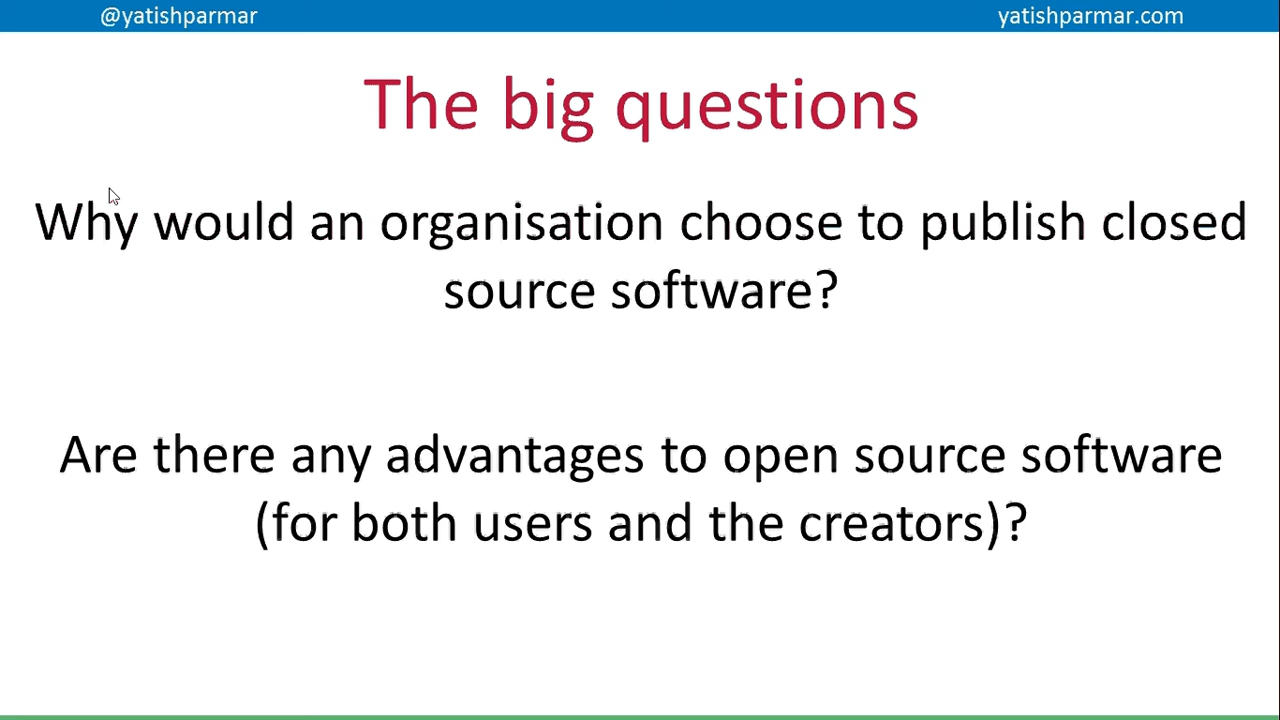 @yatishparmar
yatishparmar.com
The big questions
Why would an organisation choose to publish closed
source software?
Are there any advantages to open source software
(for both users and the creators)?